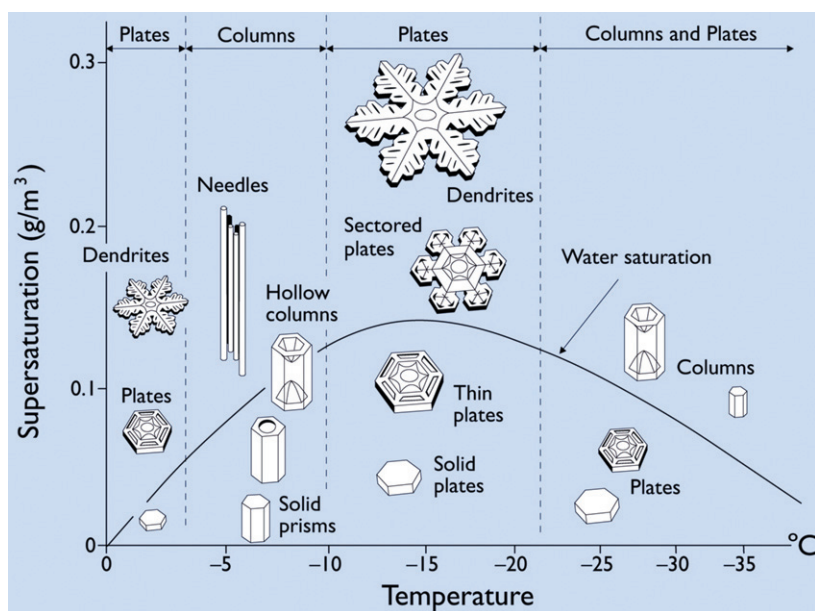 Plates
Columns
Plates
Columns and Plates
Supersaturation (g/m³)
0.3
0.2
0.1
0
Needles
Dendrites
Dendrites
Sectored
plates
Water saturation
Hollow
columns
Columns
Plates
Thin
plates
Solid
plates
Plates
Solid
prisms
0
–5
–10
–15
–20
–25
–30
–35
°C
Temperature